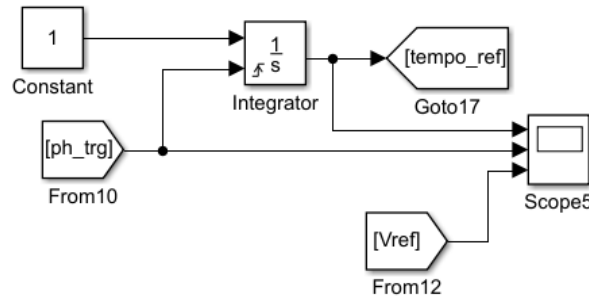 1
Constant
1
s
Integrator
[tempo_ref]
Goto17
[ph_trg]
From10
Scope5
[Vref]
From12